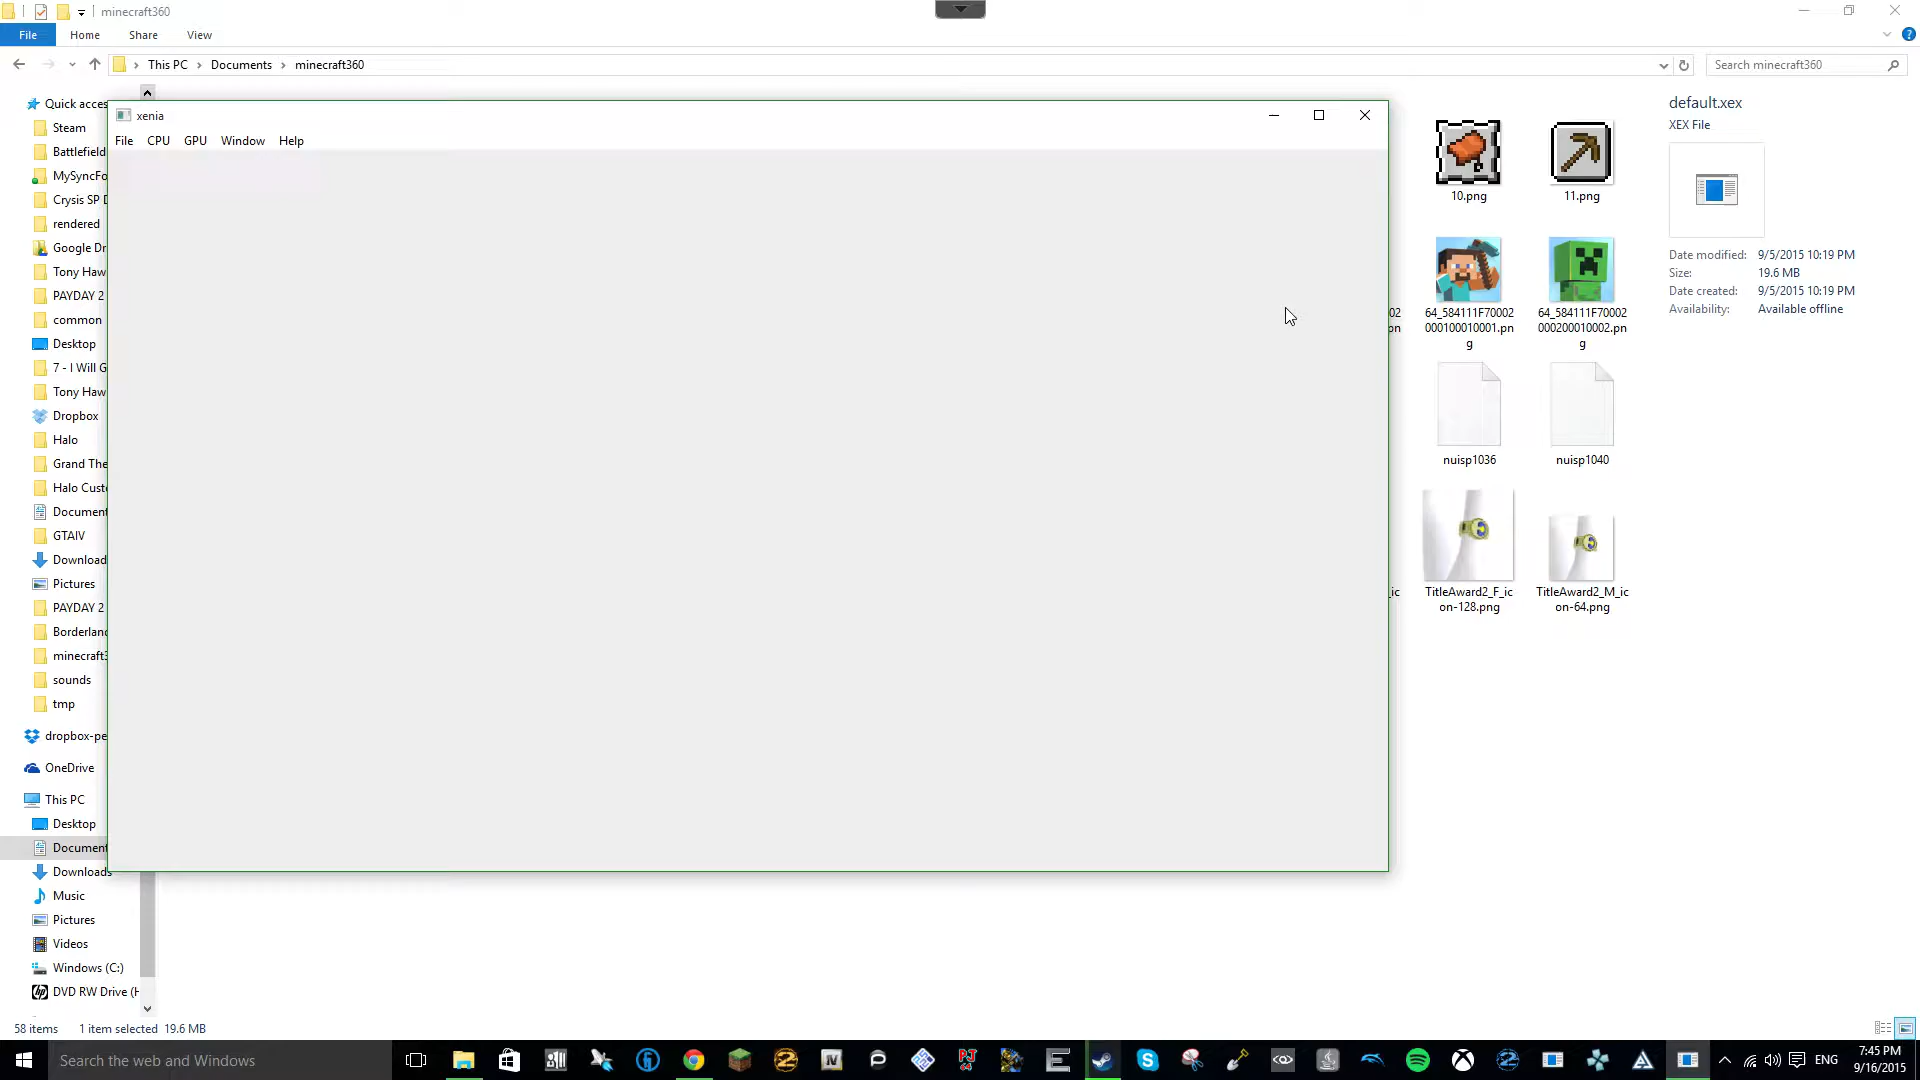 minecraft360
File Home Share View
This PC Documents minecraft360
Search minecraft360
Quick acces
Steam
Battlefield
MySyncFo
Crysis SP D
rendered
Google Dr
Tony Haw
PAYDAY 2
common
Desktop
7 - I Will G
Tony Haw
Dropbox
Halo
Grand The
Halo Cust
Document
GTAIV
Download
Pictures
PAYDAY 2
Borderland
minecraft3
sounds
tmp
dropbox-pe
OneDrive
This PC
Desktop
Document
Downloads
Music
Pictures
Videos
Windows (C:)
DVD RW Drive (H
xenia
File CPU GPU Window Help
10.png 11.png
02
pn
64_584111F70002
000100010001.pn
g
64_584111F70002
000200010002.pn
g
nuisp1036 nuisp1040
_ic
TitleAward2_F_ic
on-128.png
TitleAward2_M_ic
on-64.png
default.xex
XEX File
Date modified: 9/5/2015 10:19 PM
Size: 19.6 MB
Date created: 9/5/2015 10:19 PM
Availability: Available offline
58 items 1 item selected 19.6 MB
Search the web and Windows
ENG
7:45 PM
9/16/2015